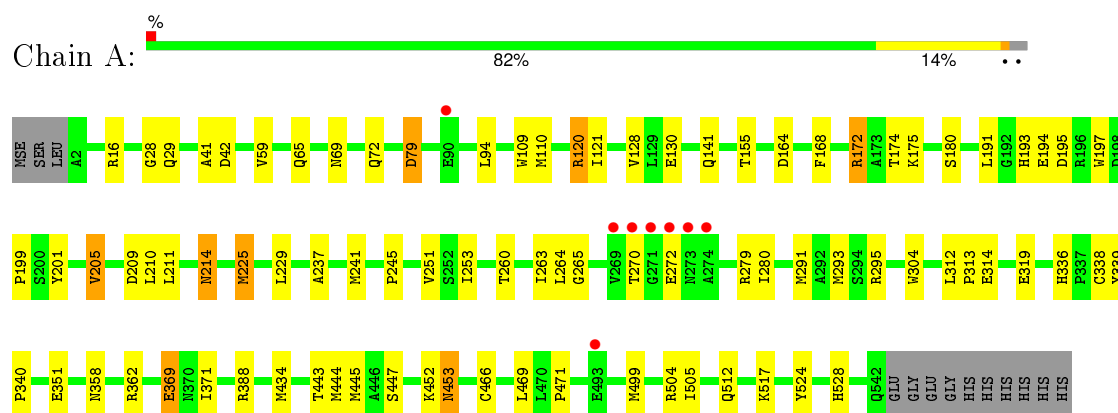 %
Chain A:
82%
14%
MSE SER LEU A2 R16 G28 Q29 A41 D42 V59 Q65 N69 Q72 D79 E90 L94 W109 M110 R120 I121 V128 L129 E130 Q141 T155 D164 F168 R172 A173 T174 K175 S180 L191 G192 H193 E194 D195 R196 W197
P199 S200 Y201 V205 D209 L210 L211 N214 M225 L229 A237 M241 P245 V251 S252 I253 T260 I263 L264 G265 V269 T270 G271 E272 N273 A274 R279 I280 M291 A292 M293 S294 R295 W304 L312 P313 E314 E319 H336 P337 C338 Y339
P340 E351 N358 R362 E369 N370 I371 R388 M434 T443 M444 M445 A446 S447 K452 N453 C466 L469 L470 P471 E493 M499 R504 I505 Q512 K517 Y524 H528 Q542 GLU GLY GLU GLY HIS HIS HIS HIS HIS HIS